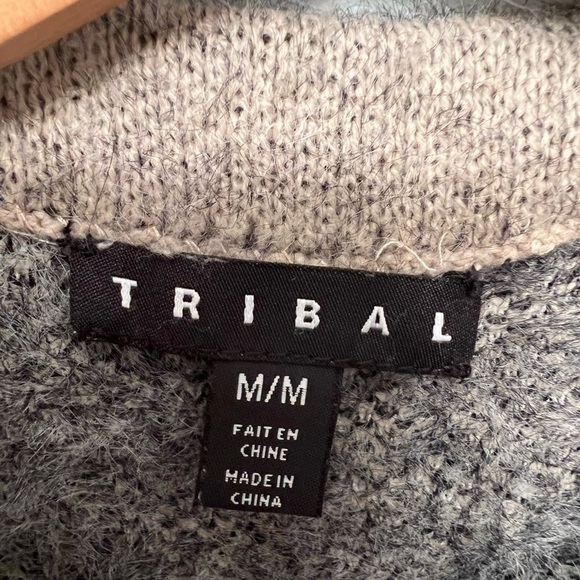 TRIBAL
M/M
FAIT EN
CHINE
MADE IN
CHINA